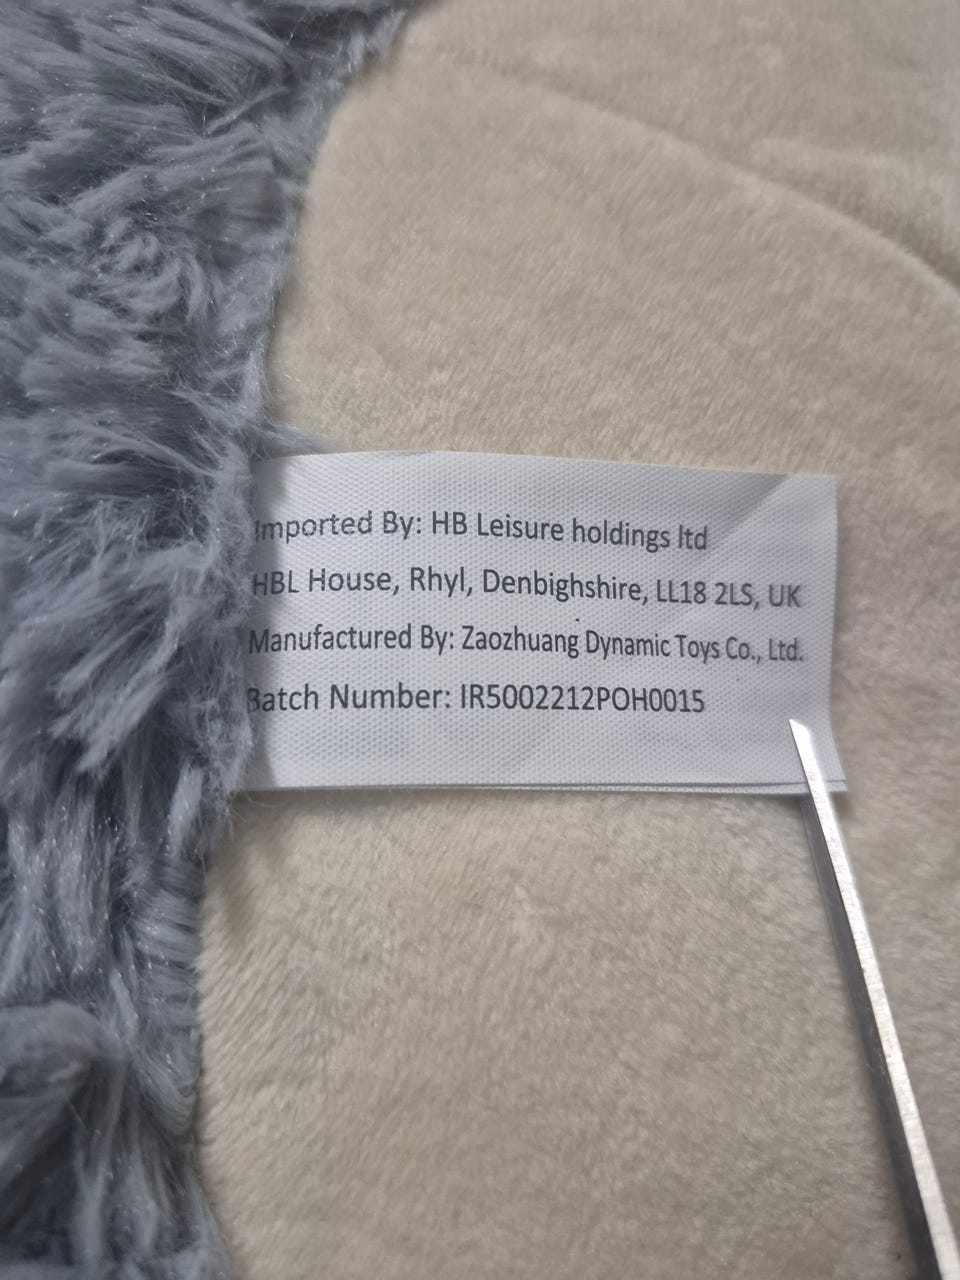 Imported By: HB Leisure holdings ltd
HBL House, Rhyl, Denbighshire, LL18 2LS, UK
Manufactured By: Zaozhuang Dynamic Toys Co., Ltd.
Batch Number: IR5002212POH0015